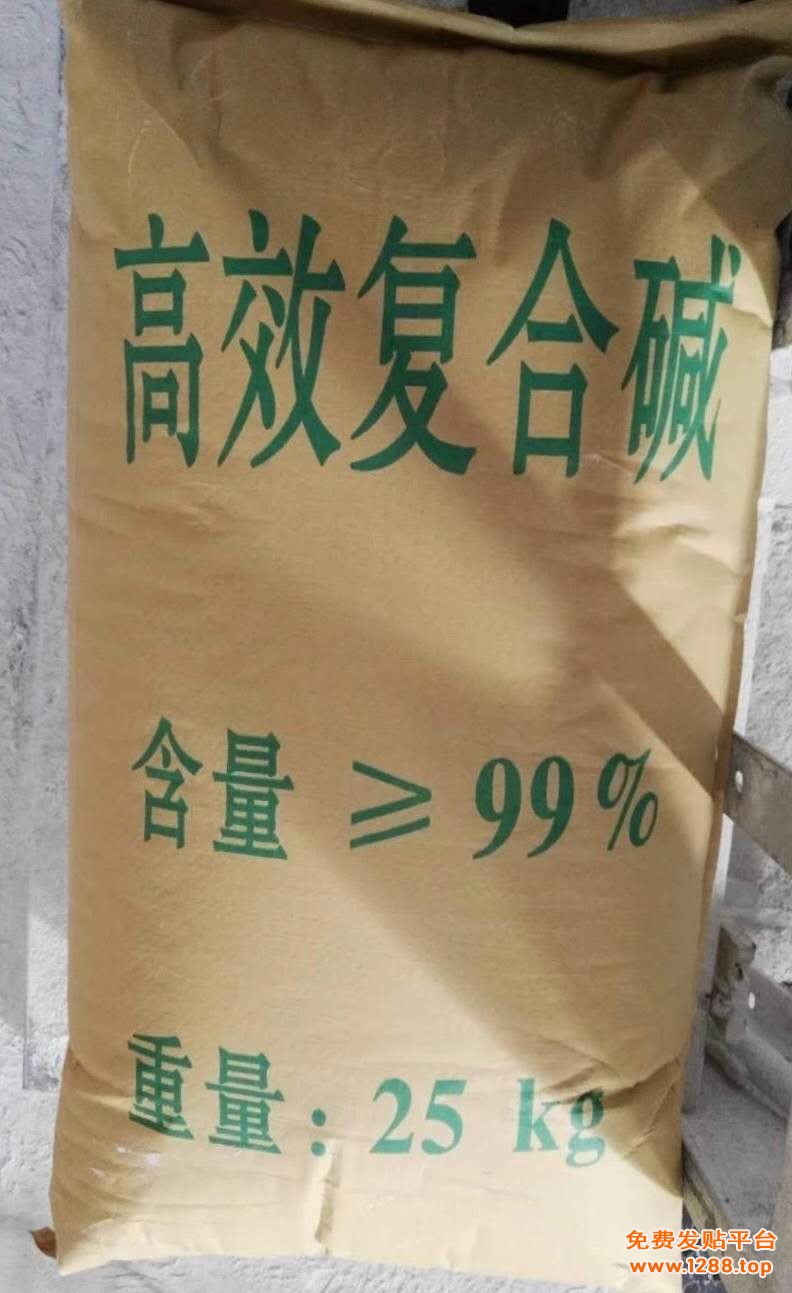 高效复合碱
含量 ≥ 99%
重量: 25 kg
免费发贴平台
www.1288.top